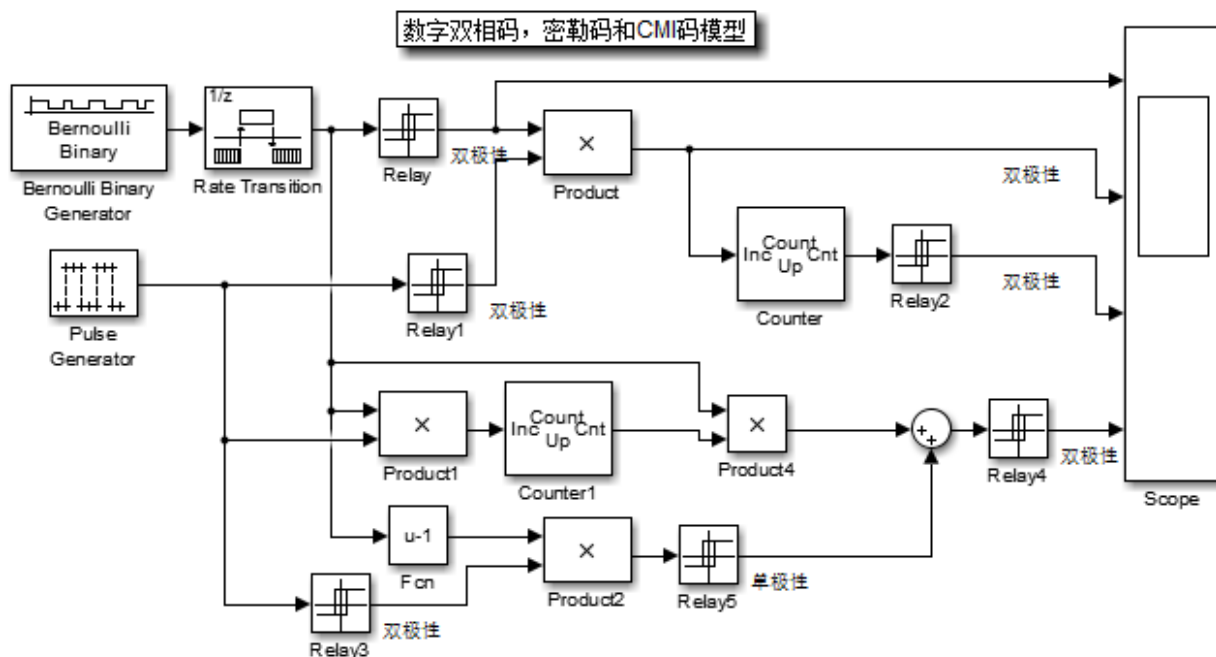 数字双相码，密勒码和CMI码模型
1/z
Bernoulli
Binary
Bernoulli Binary
Generator
Rate Transition
Relay
双极性
×
Product
双极性
Inc
Count
Up
Cnt
Counter
Relay2
双极性
Pulse
Generator
Relay1
双极性
×
Product1
Inc
Count
Up
Cnt
Counter1
×
Product4
+
+
Relay4
双极性
Scope
u-1
Fcn
×
Product2
Relay5
单极性
Relay3
双极性